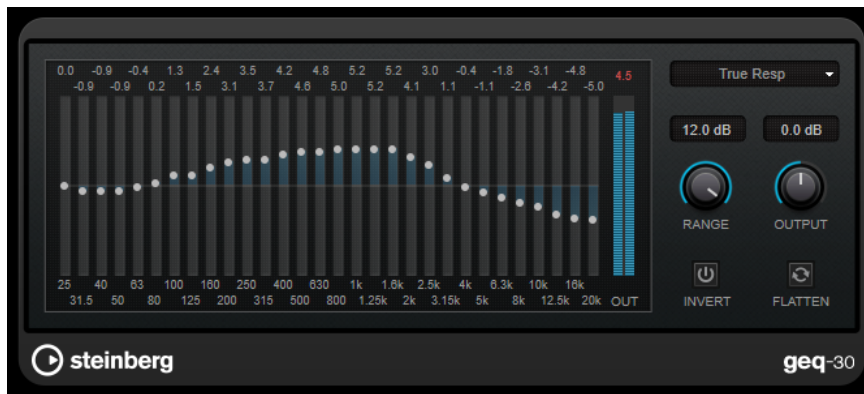 0.0 -0.9 -0.4 1.3 2.4 3.5 4.2 4.8 5.2 5.2 3.0 -0.4 -1.8 -3.1 -4.8
-0.9 -0.9 0.2 1.5 3.1 3.7 4.6 5.0 5.2 4.1 1.1 -1.1 -2.6 -4.2 -5.0
4.5
True Resp
12.0 dB 0.0 dB
RANGE OUTPUT
25 40 63 100 160 250 400 630 1k 1.6k 2.5k 4k 6.3k 10k 16k
31.5 50 80 125 200 315 500 800 1.25k 2k 3.15k 5k 8k 12.5k 20k OUT
INVERT FLATTEN
steinberg
geq-30